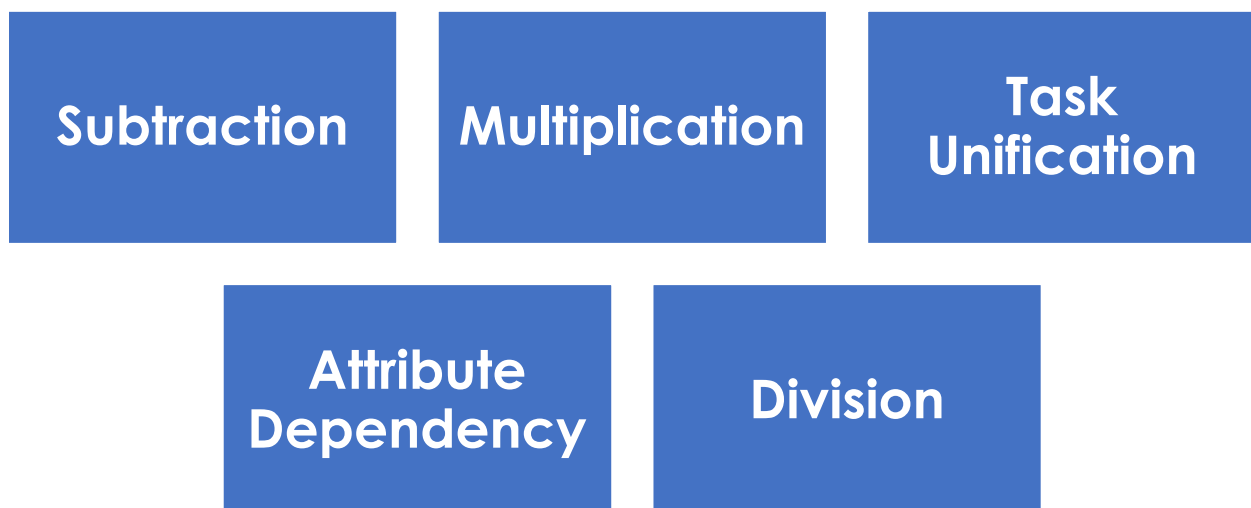 Subtraction
Multiplication
Task
Unification
Attribute
Dependency
Division